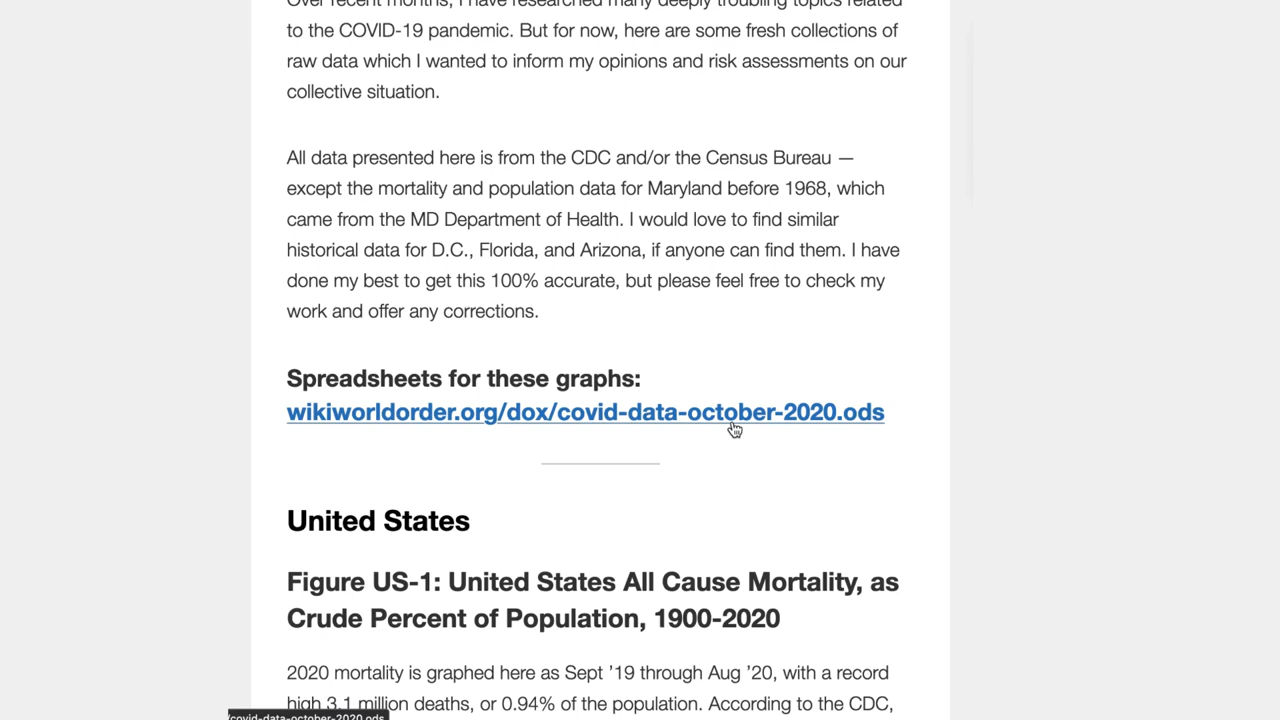 Over recent months, I have researched many deeply troubling topics related
to the COVID-19 pandemic. But for now, here are some fresh collections of
raw data which I wanted to inform my opinions and risk assessments on our
collective situation.
All data presented here is from the CDC and/or the Census Bureau —
except the mortality and population data for Maryland before 1968, which
came from the MD Department of Health. I would love to find similar
historical data for D.C., Florida, and Arizona, if anyone can find them. I have
done my best to get this 100% accurate, but please feel free to check my
work and offer any corrections.
Spreadsheets for these graphs:
wikiworldorder.org/dox/covid-data-october-2020.ods
United States
Figure US-1: United States All Cause Mortality, as
Crude Percent of Population, 1900-2020
2020 mortality is graphed here as Sept ’19 through Aug ’20, with a record
high 3.1 million deaths, or 0.94% of the population. According to the CDC,
/covid-data-october-2020.ods